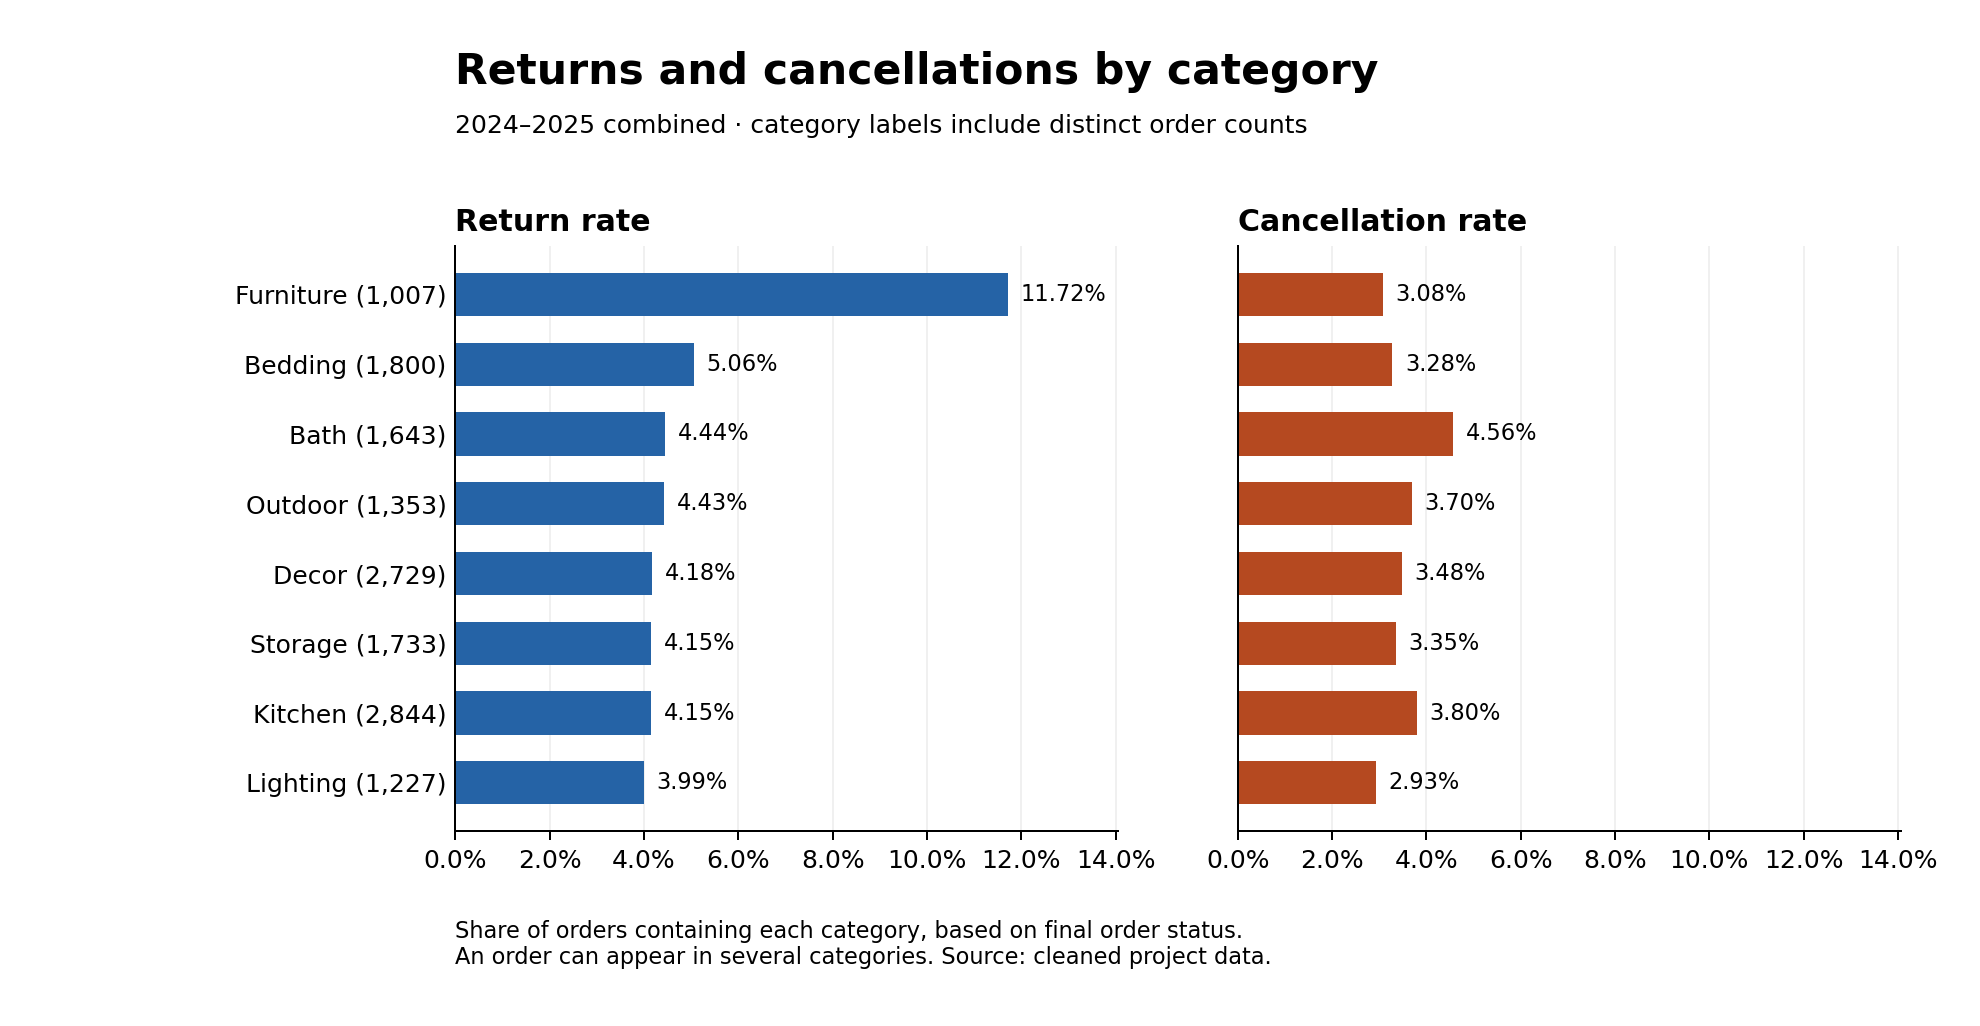 Returns and cancellations by category
2024–2025 combined · category labels include distinct order counts
Return rate
Furniture (1,007) 11.72%
Bedding (1,800) 5.06%
Bath (1,643) 4.44%
Outdoor (1,353) 4.43%
Decor (2,729) 4.18%
Storage (1,733) 4.15%
Kitchen (2,844) 4.15%
Lighting (1,227) 3.99%
0.0% 2.0% 4.0% 6.0% 8.0% 10.0% 12.0% 14.0%
Cancellation rate
3.08%
3.28%
4.56%
3.70%
3.48%
3.35%
3.80%
2.93%
0.0% 2.0% 4.0% 6.0% 8.0% 10.0% 12.0% 14.0%
Share of orders containing each category, based on final order status.
An order can appear in several categories. Source: cleaned project data.